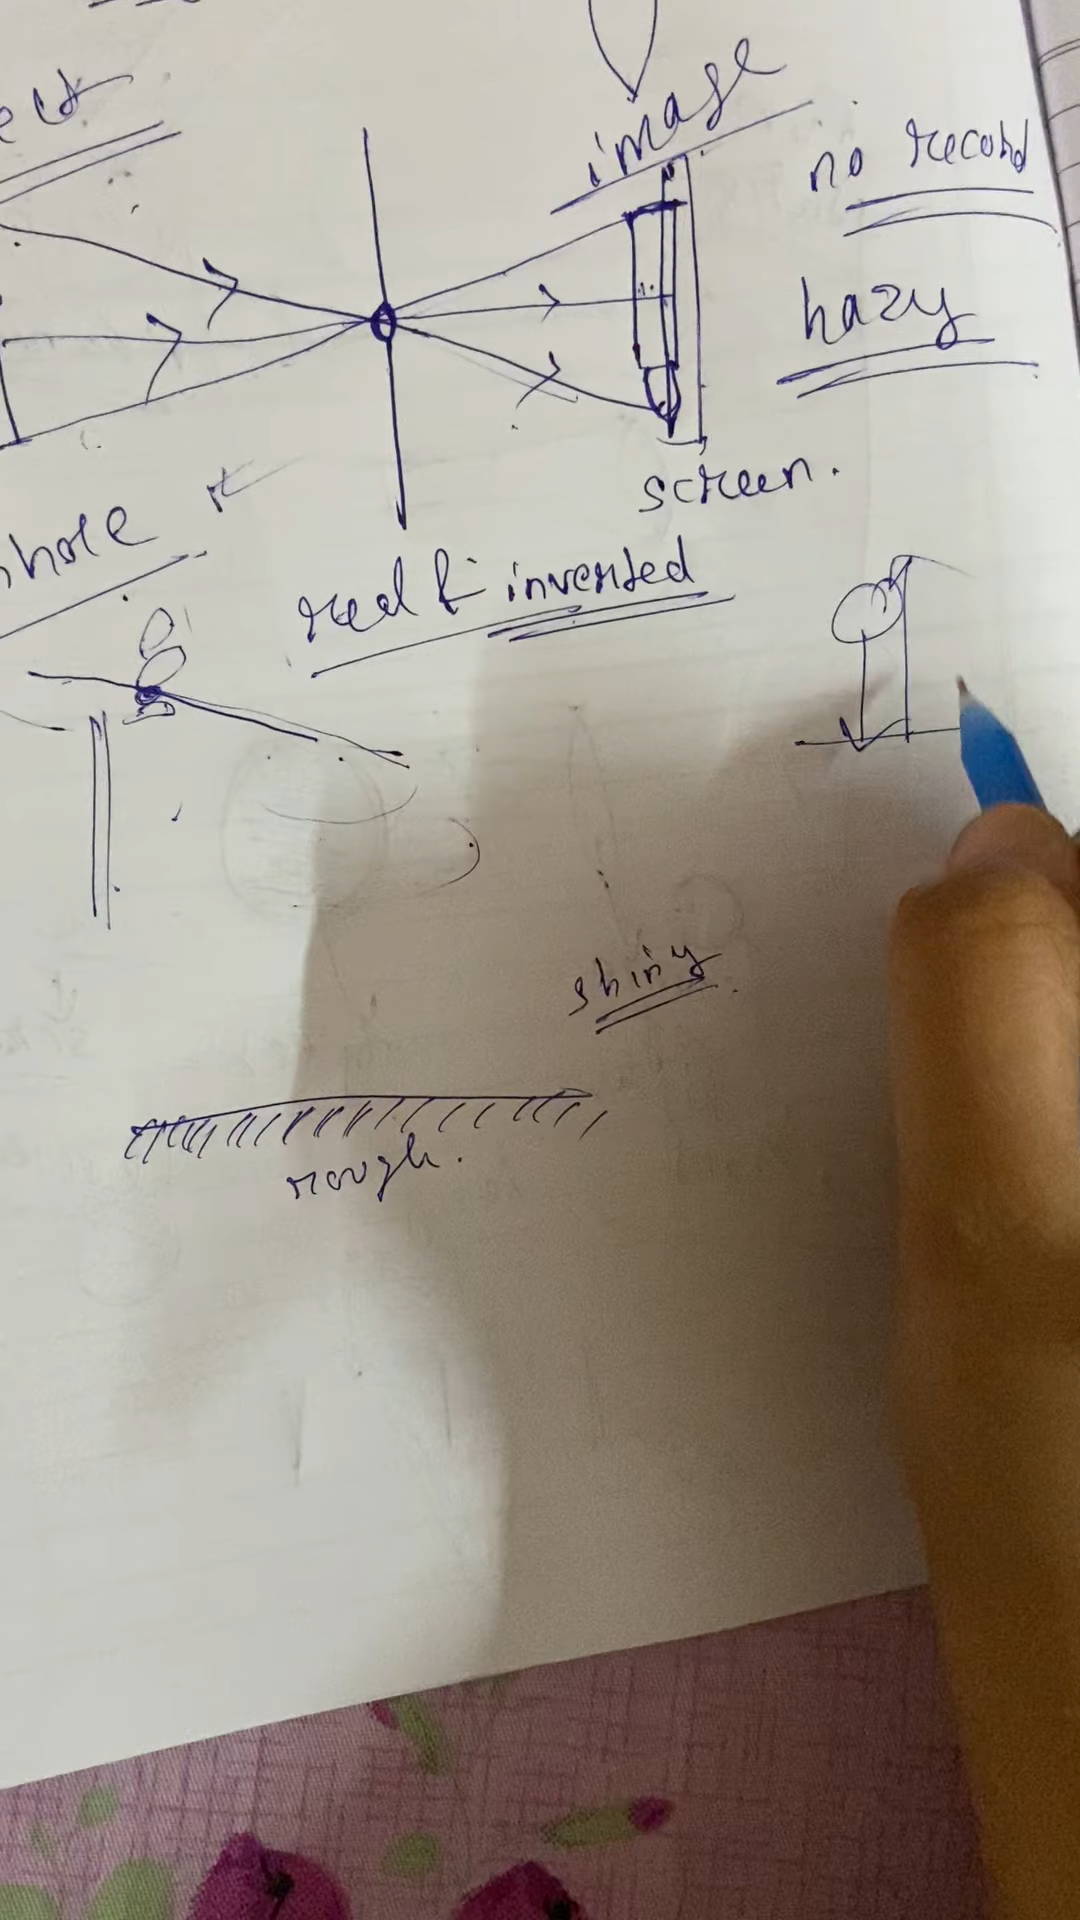 image
no record
hazy
screen.
hole
real & inverted
shiny
rough.